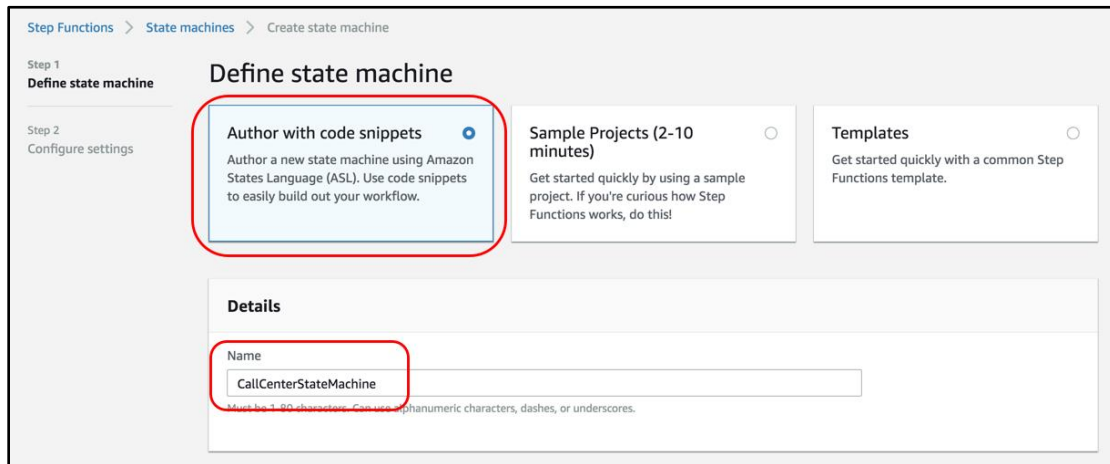 Step Functions > State machines > Create state machine
Step 1
Define state machine
Step 2
Configure settings
Define state machine
Author with code snippets
Author a new state machine using Amazon
States Language (ASL). Use code snippets
to easily build out your workflow.
Sample Projects (2-10
minutes)
Get started quickly by using a sample
project. If you're curious how Step
Functions works, do this!
Templates
Get started quickly with a common Step
Functions template.
Details
Name
CallCenterStateMachine
Must be 1-80 characters. Can use alphanumeric characters, dashes, or underscores.